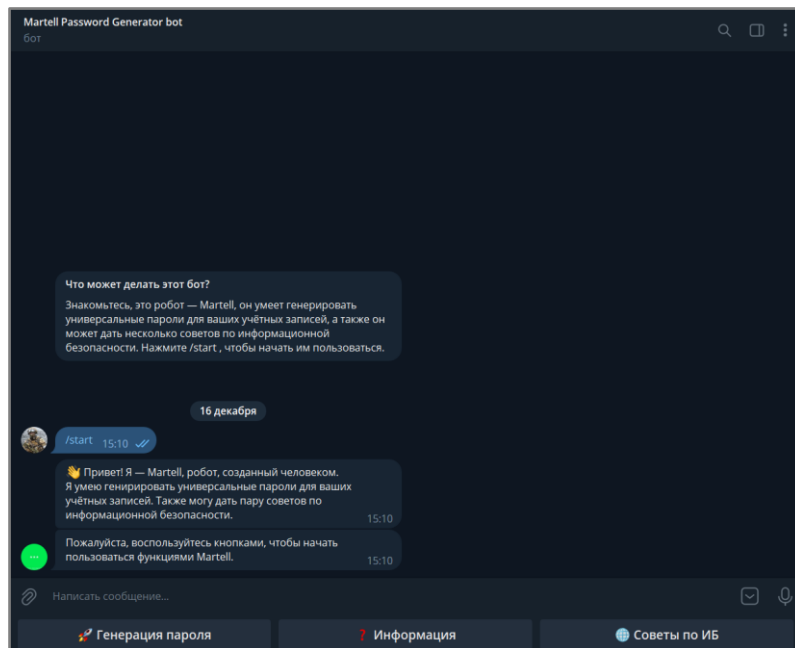 Martell Password Generator bot
бот
Что может делать этот бот?
Знакомьтесь, это робот — Martell, он умеет генерировать
универсальные пароли для ваших учётных записей, а также он
может дать несколько советов по информационной
безопасности. Нажмите /start , чтобы начать им пользоваться.
16 декабря
/start 15:10
👋 Привет! Я — Martell, робот, созданный человеком.
Я умею генирировать универсальные пароли для ваших
учётных записей. Также могу дать пару советов по
информационной безопасности. 15:10
Пожалуйста, воспользуйтесь кнопками, чтобы начать
пользоваться функциями Martell. 15:10
Написать сообщение...
🚀 Генерация пароля
❓ Информация
🌐 Советы по ИБ